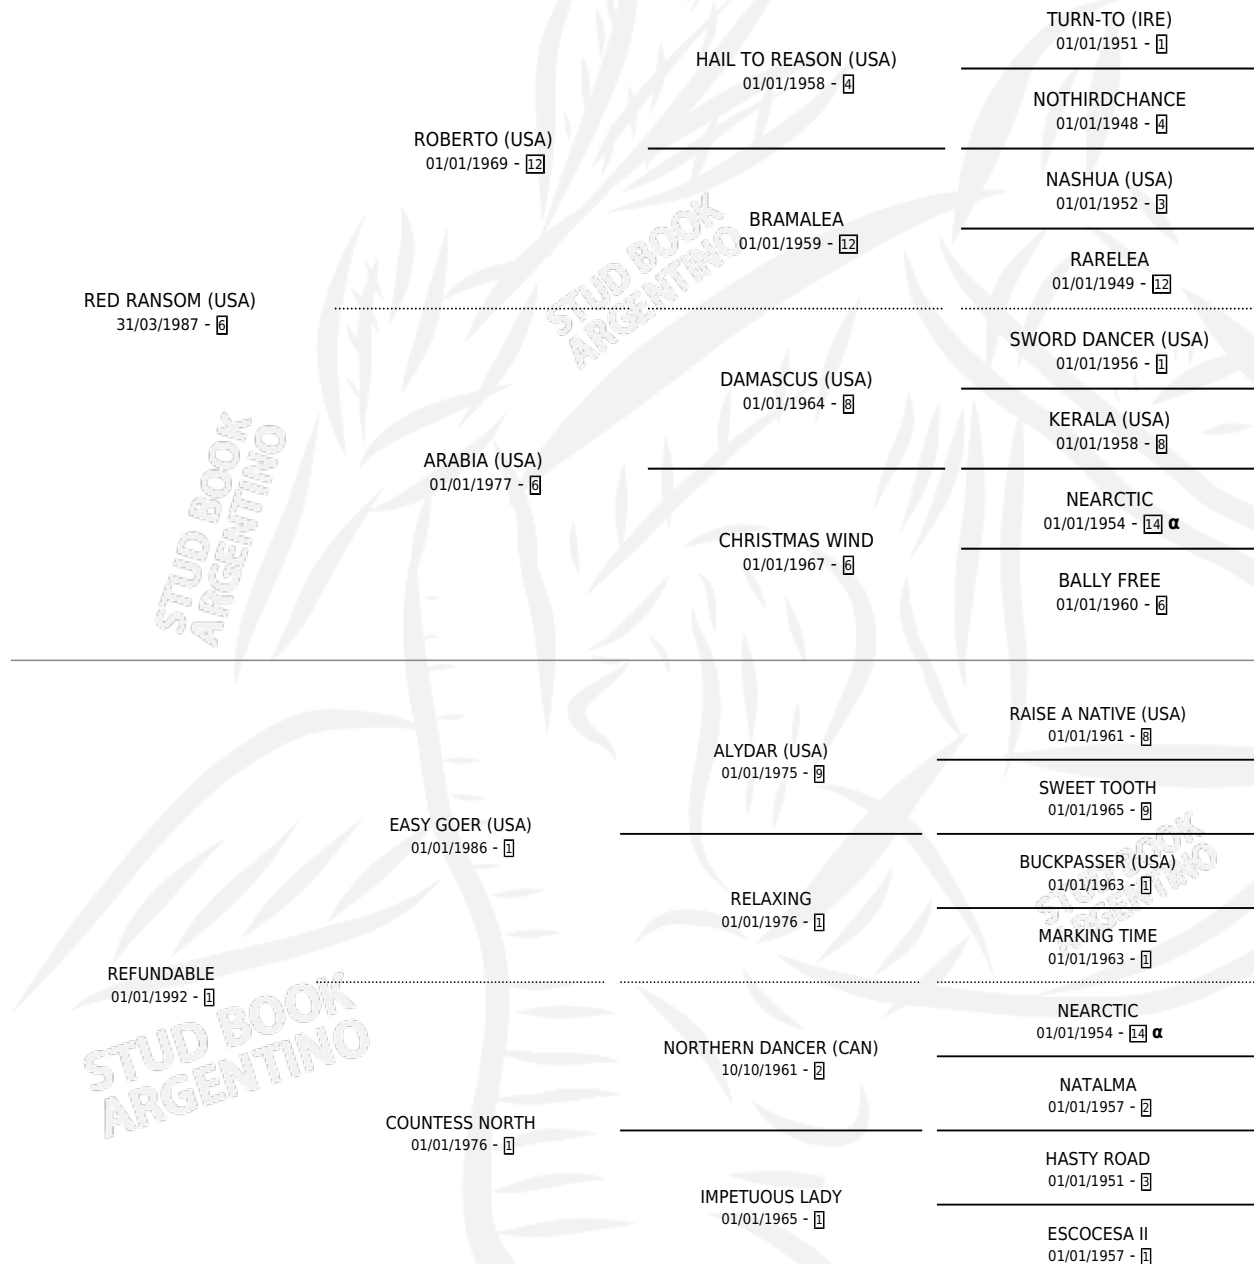 TURN-TO (IRE)
01/01/1951 - 1
HAIL TO REASON (USA)
01/01/1958 - 4
NOTHIRDCHANCE
01/01/1948 - 4
ROBERTO (USA)
01/01/1969 - 12
NASHUA (USA)
01/01/1952 - 3
BRAMALEA
01/01/1959 - 12
RARELEA
01/01/1949 - 12
RED RANSOM (USA)
31/03/1987 - 6
SWORD DANCER (USA)
01/01/1956 - 1
DAMASCUS (USA)
01/01/1964 - 8
KERALA (USA)
01/01/1958 - 8
ARABIA (USA)
01/01/1977 - 6
NEARCTIC
01/01/1954 - 14 α
CHRISTMAS WIND
01/01/1967 - 6
BALLY FREE
01/01/1960 - 6
RAISE A NATIVE (USA)
01/01/1961 - 8
ALYDAR (USA)
01/01/1975 - 9
SWEET TOOTH
01/01/1965 - 9
EASY GOER (USA)
01/01/1986 - 1
BUCKPASSER (USA)
01/01/1963 - 1
RELAXING
01/01/1976 - 1
MARKING TIME
01/01/1963 - 1
REFUNDABLE
01/01/1992 - 1
NEARCTIC
01/01/1954 - 14 α
NORTHERN DANCER (CAN)
10/10/1961 - 2
NATALMA
01/01/1957 - 2
COUNTESS NORTH
01/01/1976 - 1
HASTY ROAD
01/01/1951 - 3
IMPETUOUS LADY
01/01/1965 - 1
ESCOCESA II
01/01/1957 - 1
STUD BOOK
ARGENTINO
STUD BOOK
ARGENTINO
STUD BOOK
ARGENTINO
STUD BOOK
ARGENTINO